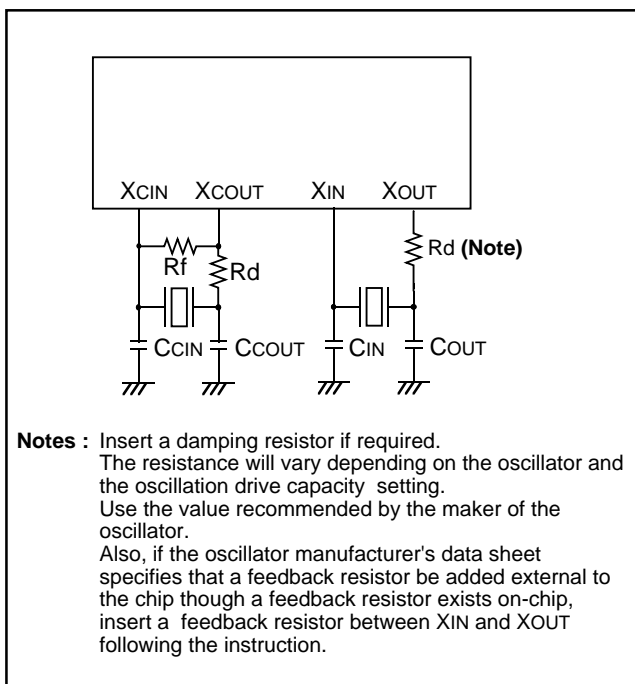 XCIN XCOUT XIN XOUT
Rf Rd Rd (Note)
CCIN CCOUT CIN COUT
Notes : Insert a damping resistor if required.
The resistance will vary depending on the oscillator and
the oscillation drive capacity setting.
Use the value recommended by the maker of the
oscillator.
Also, if the oscillator manufacturer's data sheet
specifies that a feedback resistor be added external to
the chip though a feedback resistor exists on-chip,
insert a feedback resistor between XIN and XOUT
following the instruction.